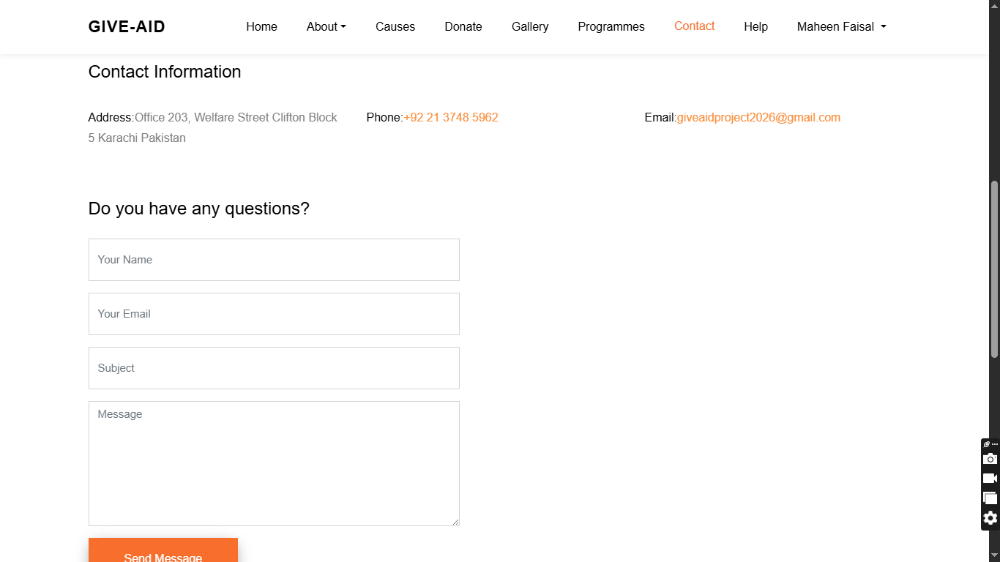 GIVE-AID Home About Causes Donate Gallery Programmes Contact Help Maheen Faisal
Contact Information
Address:Office 203, Welfare Street Clifton Block
5 Karachi Pakistan
Phone:+92 21 3748 5962
Email:giveaidproject2026@gmail.com
Do you have any questions?
Your Name
Your Email
Subject
Message
Send Message